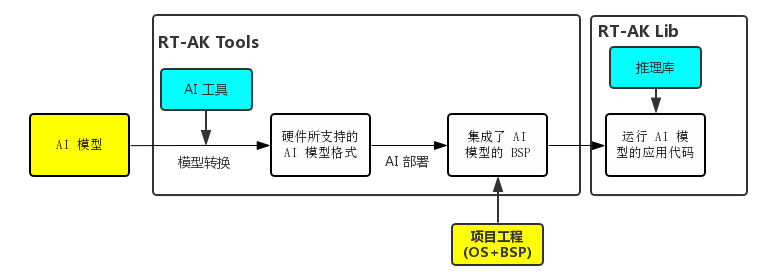 RT-AK Tools
RT-AK Lib
AI 工具
推理库
AI 模型
模型转换
硬件所支持的
AI 模型格式
AI 部署
集成了 AI
模型的 BSP
运行 AI 模
型的应用代码
项目工程
(OS+BSP)